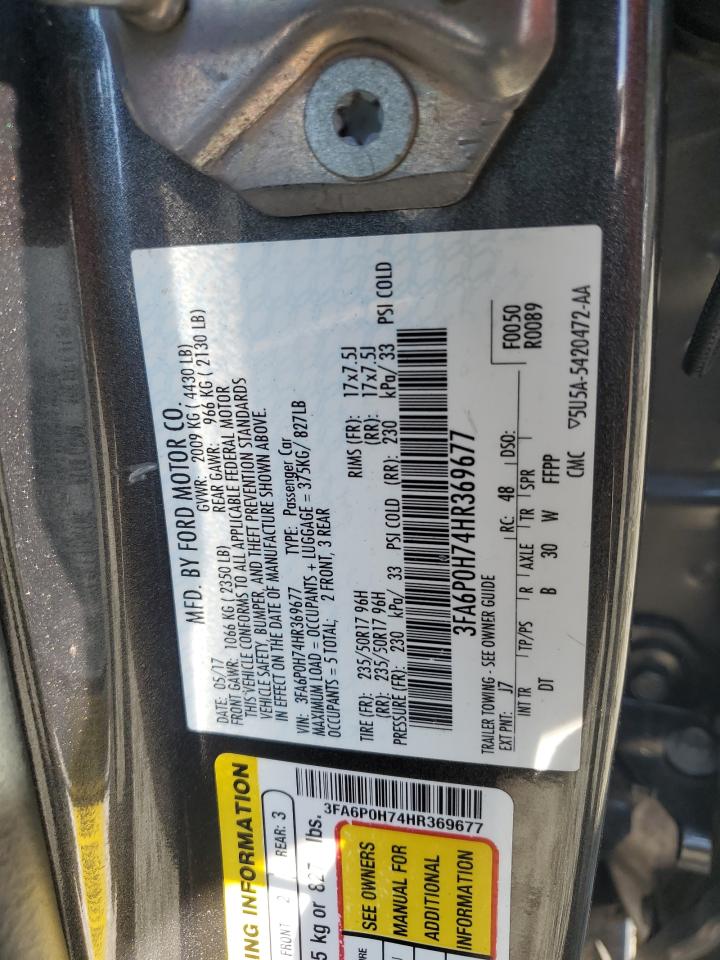 MFD. BY FORD MOTOR CO.
DATE: 05/17 GVWR: 2009 KG ( 4430 LB)
FRONT GAWR: 1066 KG ( 2350 LB) REAR GAWR: 966 KG ( 2130 LB)
THIS VEHICLE CONFORMS TO ALL APPLICABLE FEDERAL MOTOR
VEHICLE SAFETY, BUMPER, AND THEFT PREVENTION STANDARDS
IN EFFECT ON THE DATE OF MANUFACTURE SHOWN ABOVE.
VIN: 3FA6P0H74HR369677 TYPE: Passenger Car
MAXIMUM LOAD = OCCUPANTS + LUGGAGE = 375KG/ 827LB
OCCUPANTS = 5 TOTAL; 2 FRONT, 3 REAR
TIRE (FR): 235/50R17 96H RIMS (FR): 17x7.5J
(RR): 235/50R17 96H (RR): 17x7.5J
PRESSURE (FR): 230 kPa/ 33 PSI COLD (RR): 230 kPa/ 33 PSI COLD
3FA6P0H74HR369677
TRAILER TOWING - SEE OWNER GUIDE F0050
EXT PNT: J7 RC: 48 DSO: R0089
INT TR TP/PS R AXLE TR SPR
DT B 30 W FFPP
CMC ▽5U5A-5420472-AA
ING INFORMATION
FRONT 2 REAR: 3
5 kg or 827 lbs.
3FA6P0H74HR369677
SEE OWNERS
MANUAL FOR
ADDITIONAL
INFORMATION